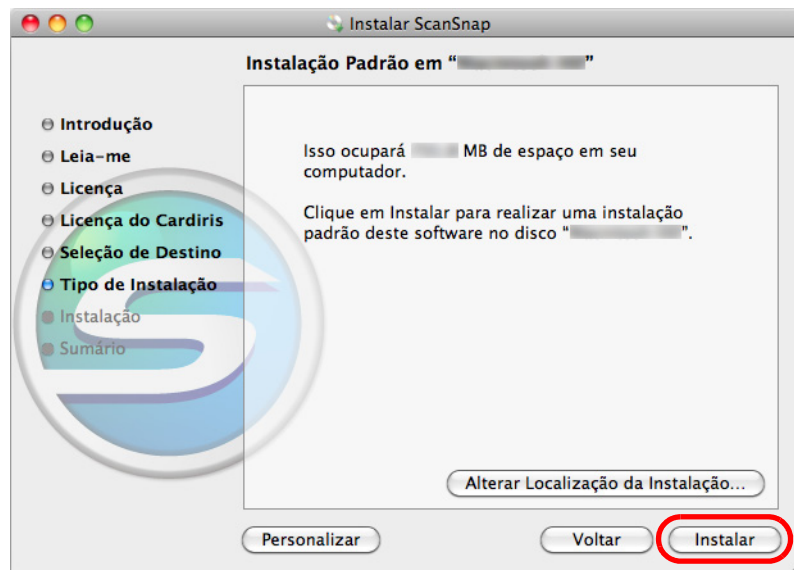 Instalar ScanSnap
Instalação Padrão em “ ”
Introdução
Leia-me
Licença
Licença do Cardiris
Seleção de Destino
Tipo de Instalação
Instalação
Sumário
Isso ocupará MB de espaço em seu
computador.
Clique em Instalar para realizar uma instalação
padrão deste software no disco “ ”.
Alterar Localização da Instalação...
Personalizar
Voltar
Instalar